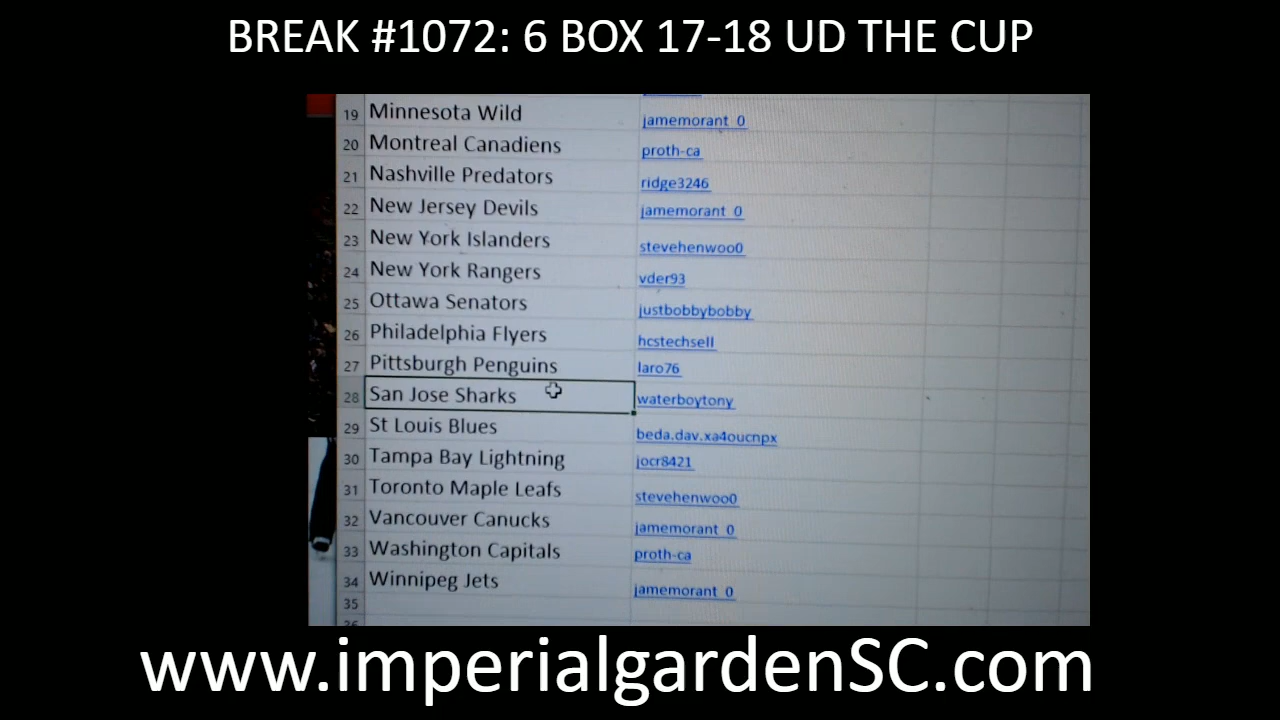 BREAK #1072: 6 BOX 17-18 UD THE CUP
19 Minnesota Wild jamemorant_0
20 Montreal Canadiens proth-ca
21 Nashville Predators ridge3246
22 New Jersey Devils jamemorant_0
23 New York Islanders stevehenwoo0
24 New York Rangers vder93
25 Ottawa Senators justbobbybobby
26 Philadelphia Flyers hcstechsell
27 Pittsburgh Penguins laro76
28 San Jose Sharks waterboytony
29 St Louis Blues beda.dav.xa4oucnpx
30 Tampa Bay Lightning jocr8421
31 Toronto Maple Leafs stevehenwoo0
32 Vancouver Canucks jamemorant_0
33 Washington Capitals proth-ca
34 Winnipeg Jets jamemorant_0
35
www.imperialgardenSC.com